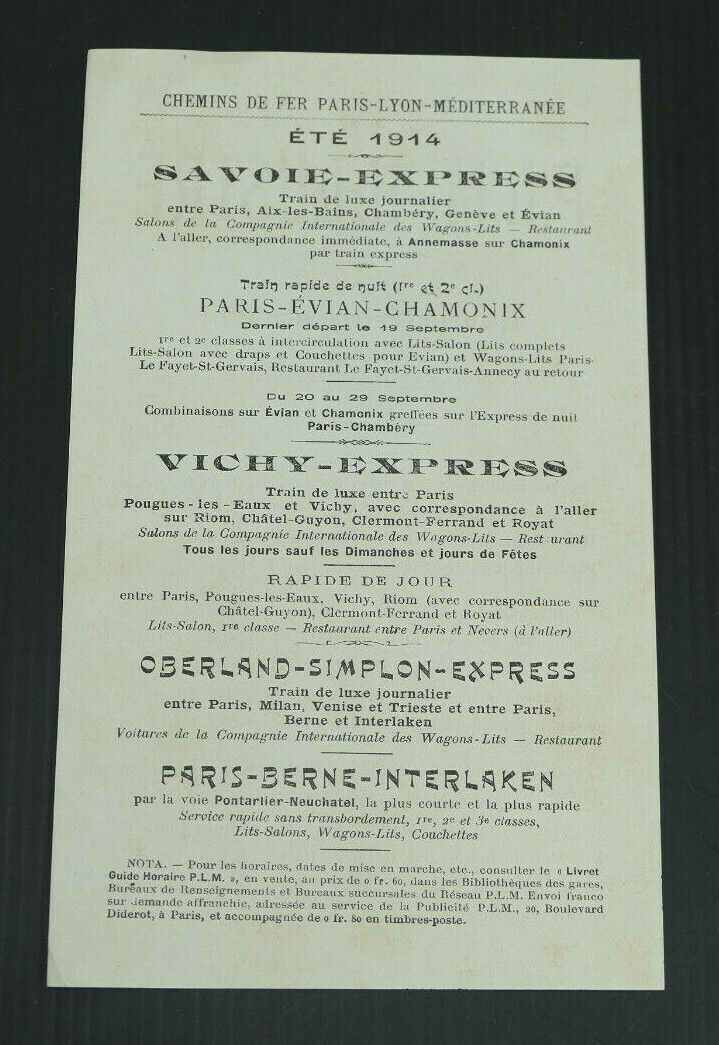 CHEMINS DE FER PARIS-LYON-MÉDITERRANÉE
ÉTÉ 1914
SAVOIE-EXPRESS
Train de luxe journalier
entre Paris, Aix-les-Bains, Chambéry, Genève et Évian
Salons de la Compagnie Internationale des Wagons-Lits — Restaurant
A l'aller, correspondance immédiate, à Annemasse sur Chamonix
par train express
Train rapide de nuit (1re et 2e cl.)
PARIS-ÉVIAN-CHAMONIX
Dernier départ le 19 Septembre
1re et 2e classes à intercirculation avec Lits-Salon (Lits complets
Lits-Salon avec draps et Couchettes pour Evian) et Wagons-Lits Paris-
Le Fayet-St-Gervais, Restaurant Le Fayet-St-Gervais-Annecy au retour
Du 20 au 29 Septembre
Combinaisons sur Évian et Chamonix greffées sur l'Express de nuit
Paris-Chambéry
VICHY-EXPRESS
Train de luxe entre Paris
Pougues-les-Eaux et Vichy, avec correspondance à l'aller
sur Riom, Châtel-Guyon, Clermont-Ferrand et Royat
Salons de la Compagnie Internationale des Wagons-Lits — Restaurant
Tous les jours sauf les Dimanches et jours de Fêtes
RAPIDE DE JOUR
entre Paris, Pougues-les-Eaux, Vichy, Riom (avec correspondance sur
Châtel-Guyon), Clermont-Ferrand et Royat
Lits-Salon, 1re classe — Restaurant entre Paris et Nevers (à l'aller)
OBERLAND-SIMPLON-EXPRESS
Train de luxe journalier
entre Paris, Milan, Venise et Trieste et entre Paris,
Berne et Interlaken
Voitures de la Compagnie Internationale des Wagons-Lits — Restaurant
PARIS-BERNE-INTERLAKEN
par la voie Pontarlier-Neuchatel, la plus courte et la plus rapide
Service rapide sans transbordement, 1re, 2e et 3e classes,
Lits-Salons, Wagons-Lits, Couchettes
NOTA. — Pour les horaires, dates de mise en marche, etc., consulter le « Livret
Guide Horaire P.L.M. », en vente, au prix de 0 fr. 60, dans les Bibliothèques des gares,
Bureaux de Renseignements et Bureaux succursales du Réseau P.L.M. Envoi franco
sur demande affranchie, adressée au service de la Publicité P.L.M., 20, Boulevard
Diderot, à Paris, et accompagnée de 0 fr. 80 en timbres-poste.